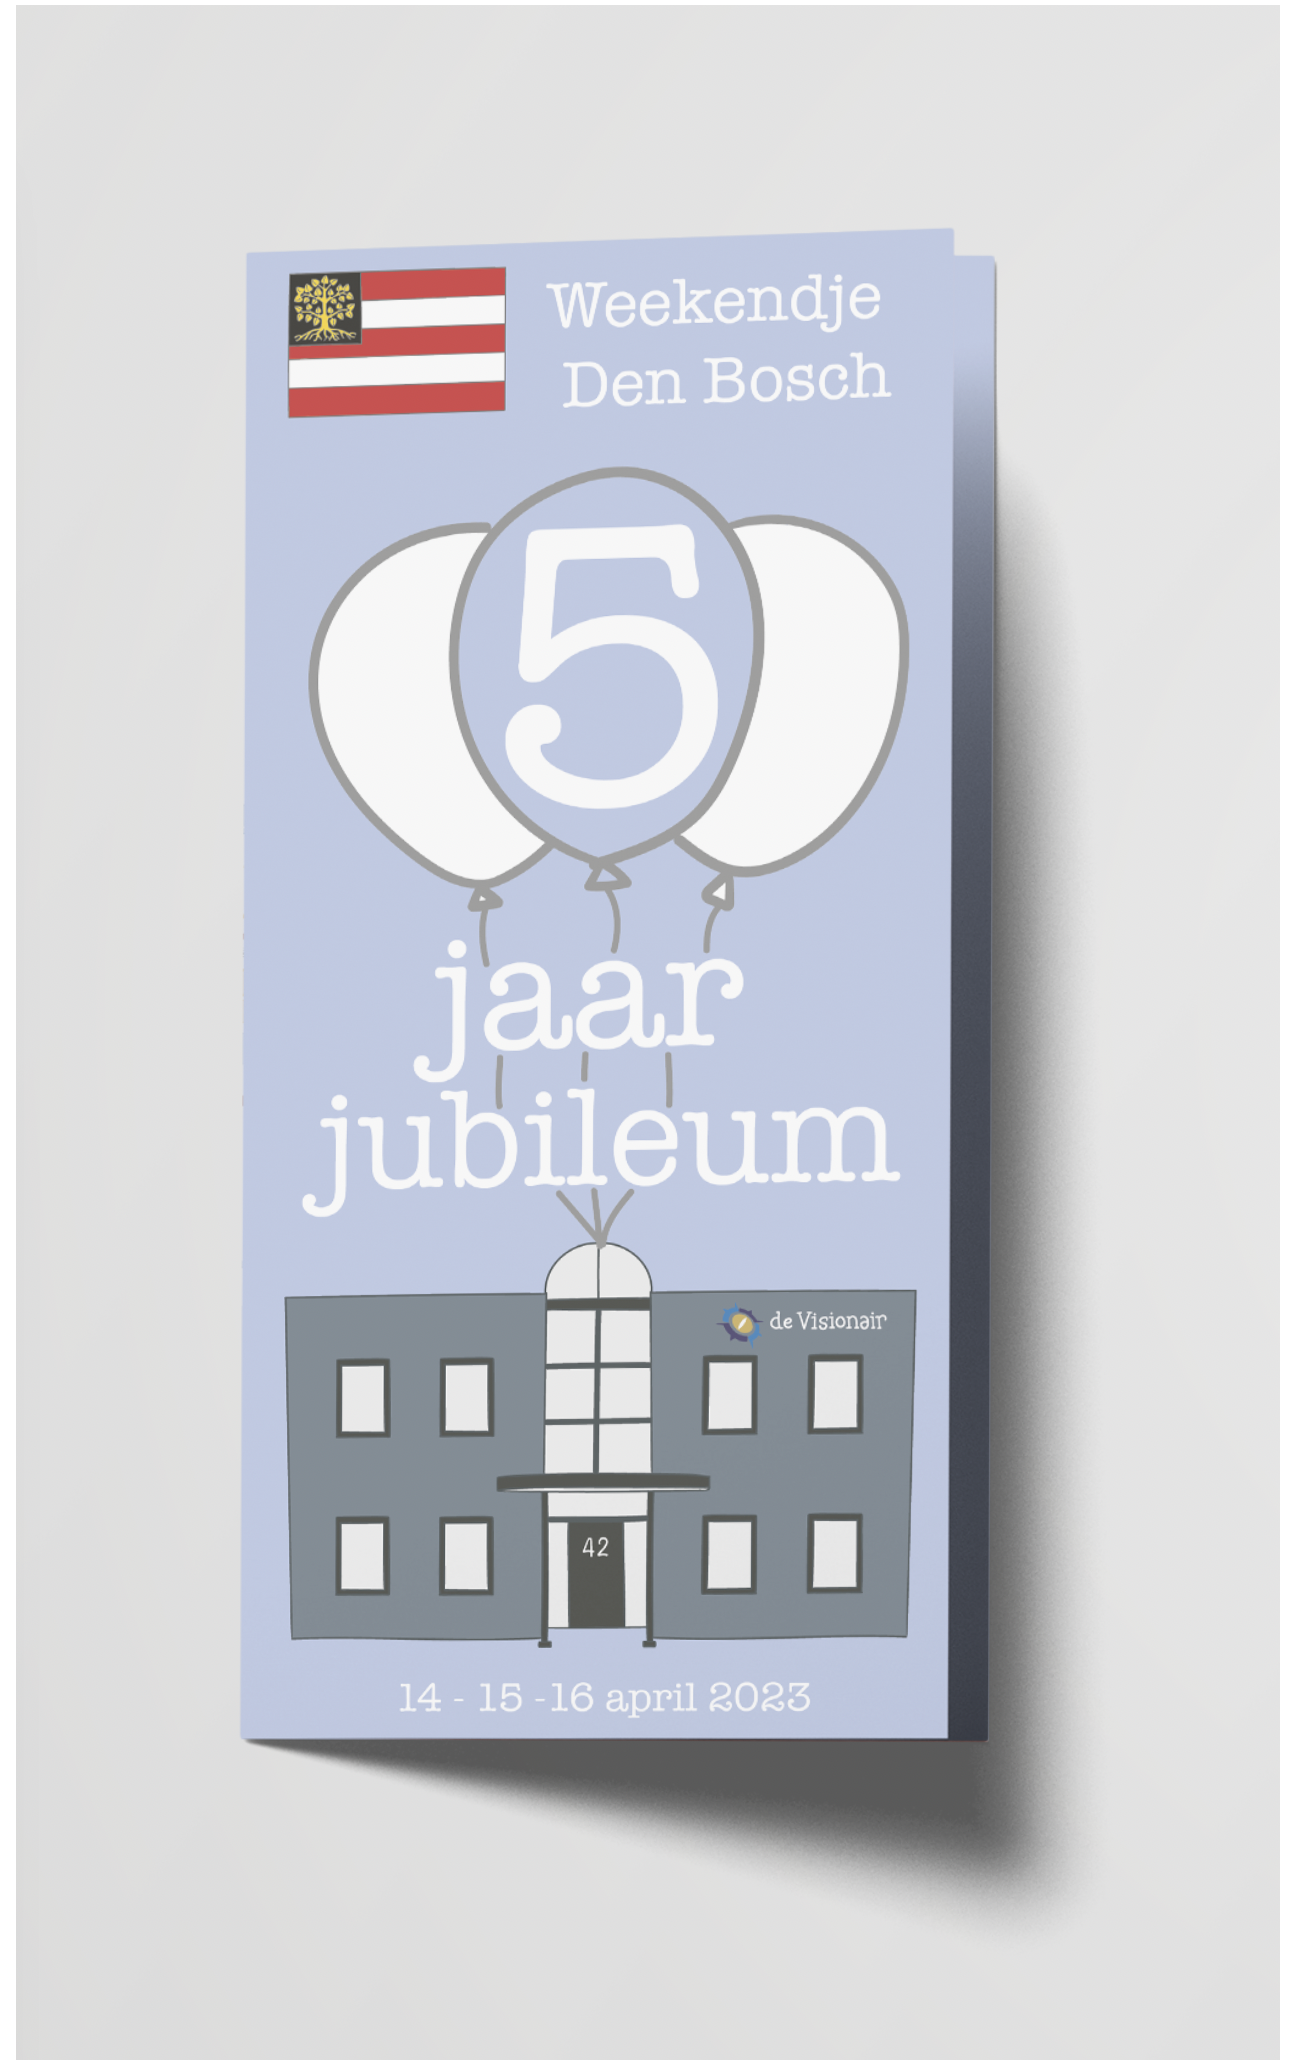 Weekendje
Den Bosch
5
jaar
jubileum
de Visionair
42
14 - 15 -16 april 2023